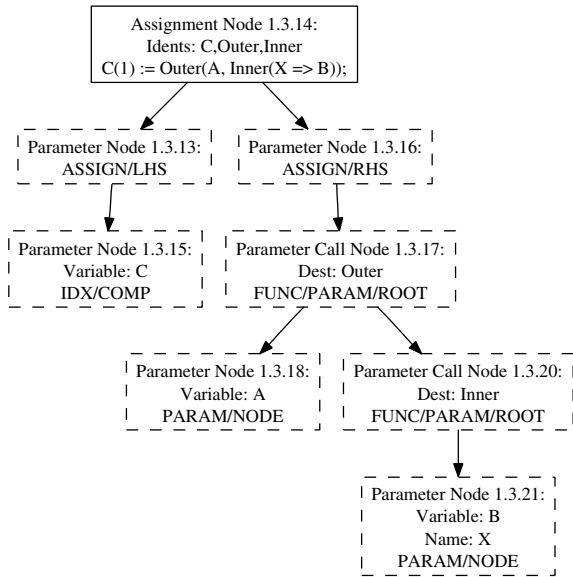 Assignment Node 1.3.14:
Idents: C,Outer,Inner
C(1) := Outer(A, Inner(X => B));
Parameter Node 1.3.13:
ASSIGN/LHS
Parameter Node 1.3.16:
ASSIGN/RHS
Parameter Node 1.3.15:
Variable: C
IDX/COMP
Parameter Call Node 1.3.17:
Dest: Outer
FUNC/PARAM/ROOT
Parameter Node 1.3.18:
Variable: A
PARAM/NODE
Parameter Call Node 1.3.20:
Dest: Inner
FUNC/PARAM/ROOT
Parameter Node 1.3.21:
Variable: B
Name: X
PARAM/NODE